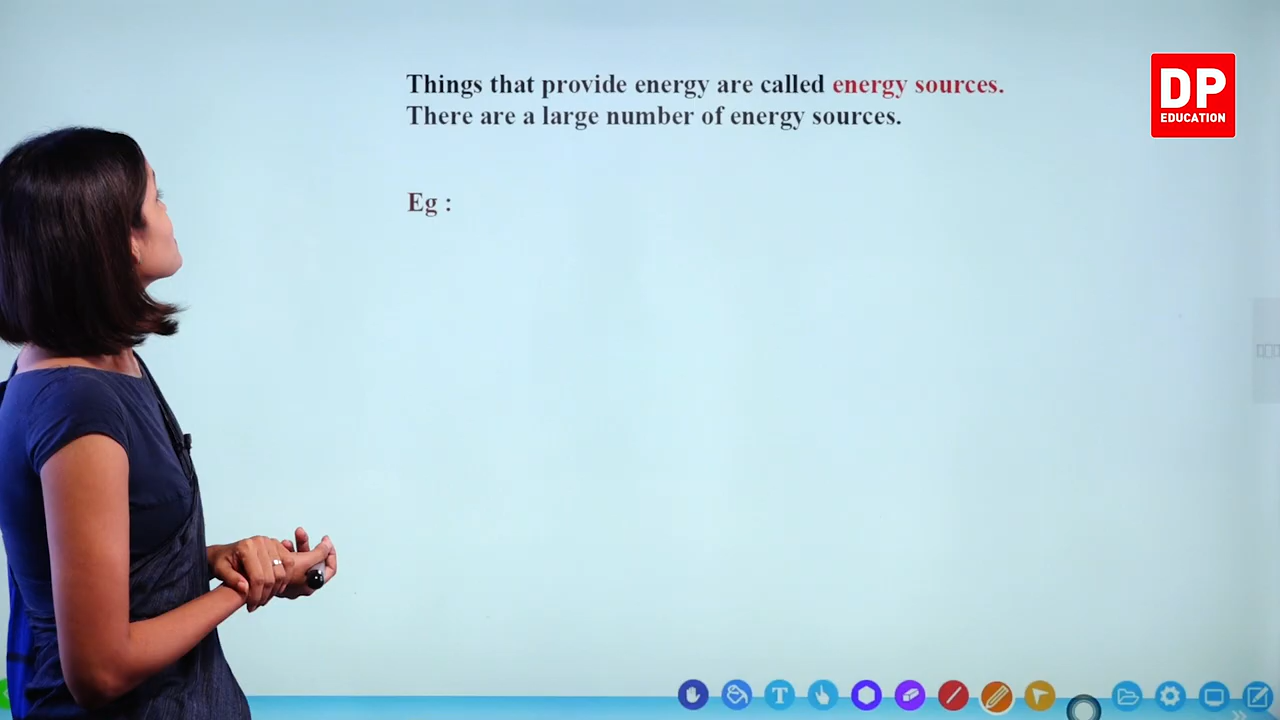 Things that provide energy are called energy sources.
There are a large number of energy sources.
Eg :
DP
EDUCATION